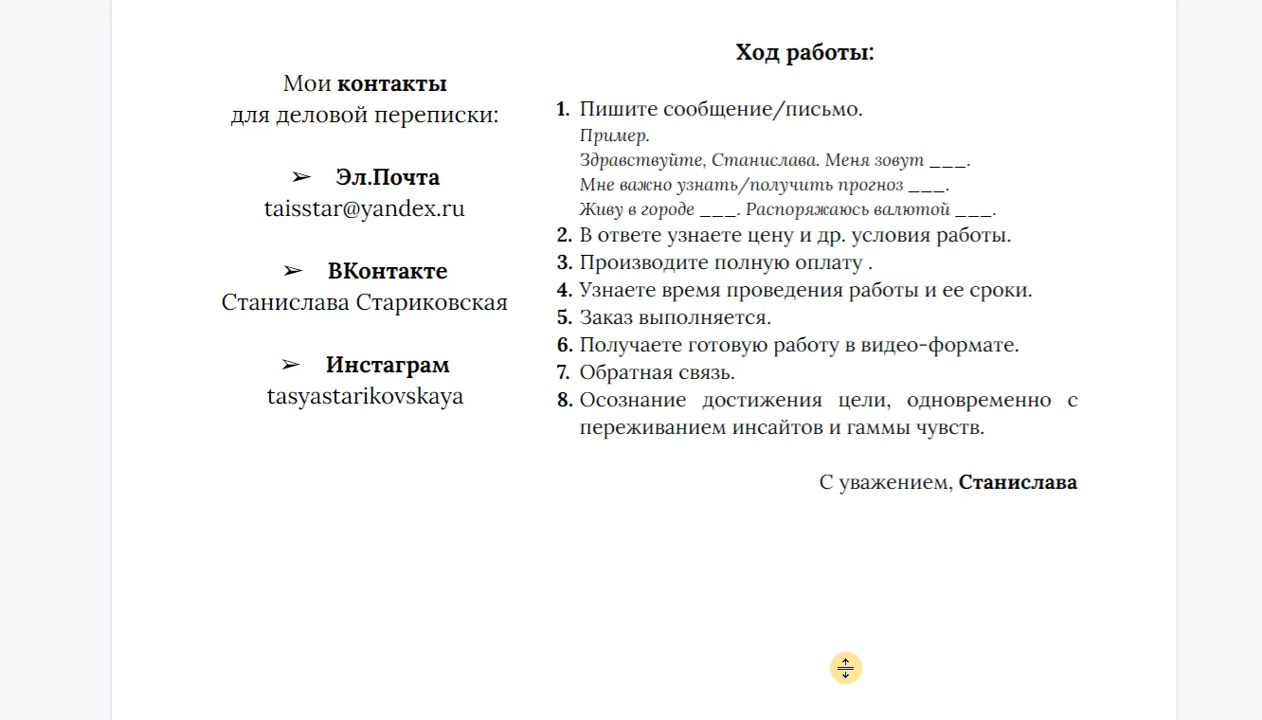 Мои контакты
для деловой переписки:
➢ Эл.Почта
taisstar@yandex.ru
➢ ВКонтакте
Станислава Стариковская
➢ Инстаграм
tasyastarikovskaya
Ход работы:
1. Пишите сообщение/письмо.
Пример.
Здравствуйте, Станислава. Меня зовут ___.
Мне важно узнать/получить прогноз ___.
Живу в городе ___. Распоряжаюсь валютой ___.
2. В ответе узнаете цену и др. условия работы.
3. Производите полную оплату .
4. Узнаете время проведения работы и ее сроки.
5. Заказ выполняется.
6. Получаете готовую работу в видео-формате.
7. Обратная связь.
8. Осознание достижения цели, одновременно с
переживанием инсайтов и гаммы чувств.
С уважением, Станислава